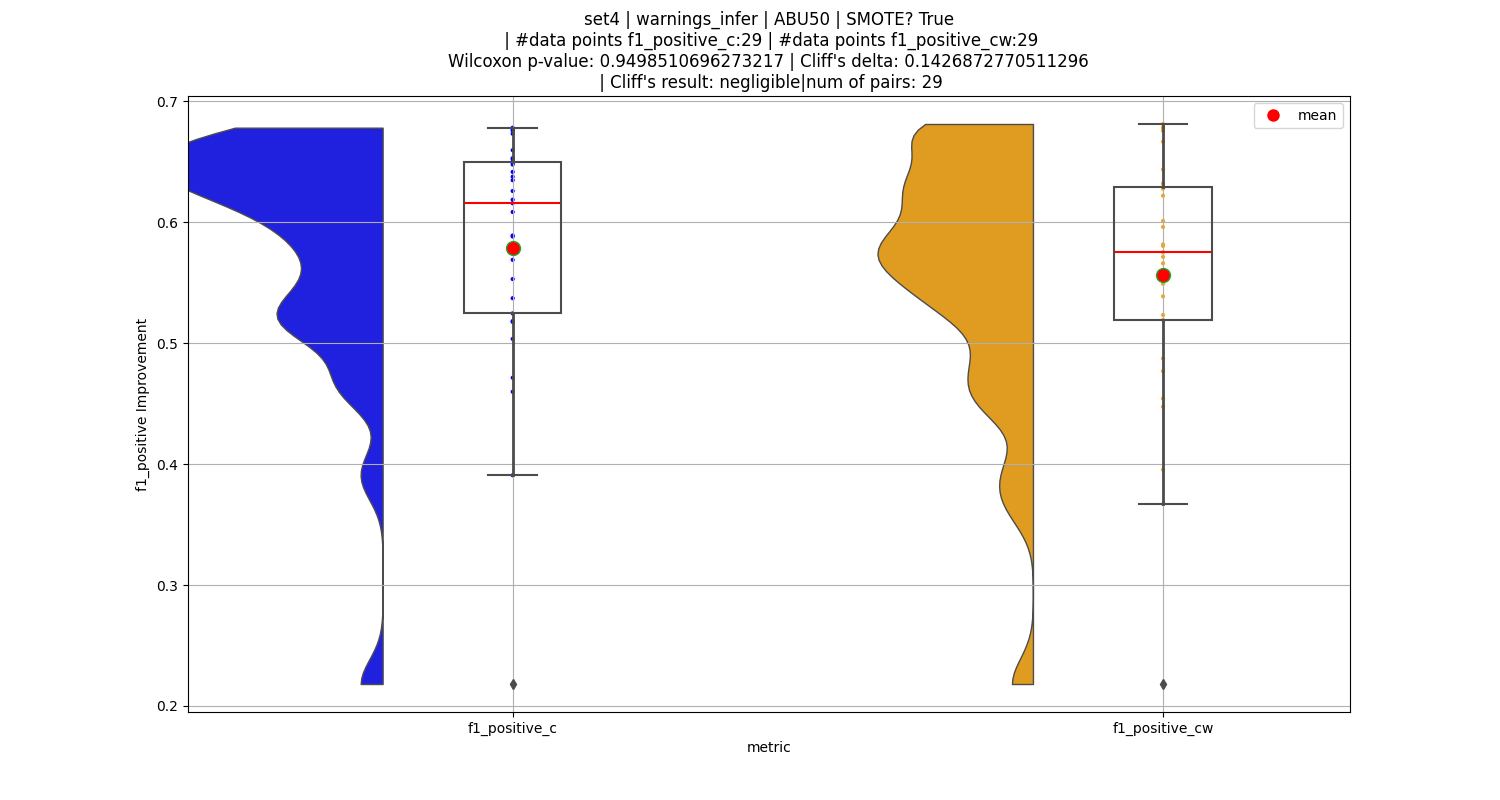 set4 | warnings_infer | ABU50 | SMOTE? True
| #data points f1_positive_c:29 | #data points f1_positive_cw:29
Wilcoxon p-value: 0.9498510696273217 | Cliff's delta: 0.1426872770511296
| Cliff's result: negligible|num of pairs: 29
mean
0.7
0.6
0.5
0.4
0.3
0.2
f1_positive Improvement
f1_positive_c
f1_positive_cw
metric